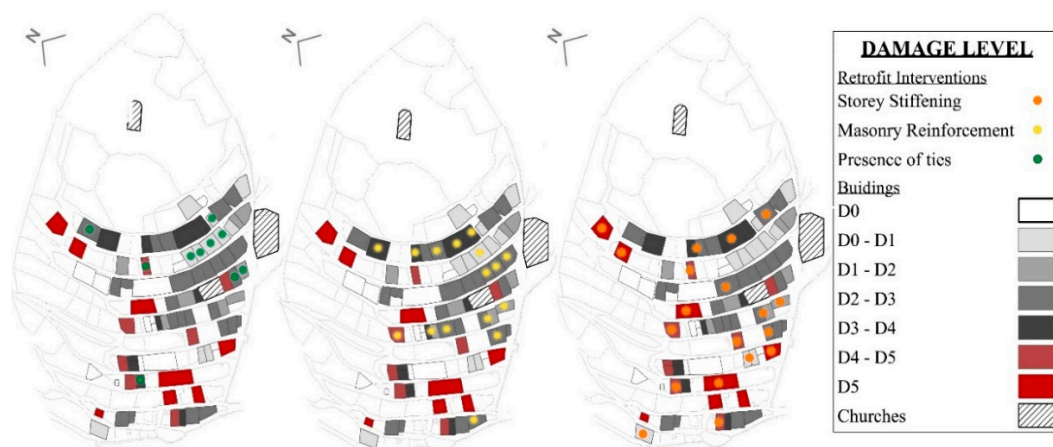 N
N
N
DAMAGE LEVEL
Retrofit Interventions
Storey Stiffening
Masonry Reinforcement
Presence of ties
Buidings
D0
D0 - D1
D1 - D2
D2 - D3
D3 - D4
D4 - D5
D5
Churches